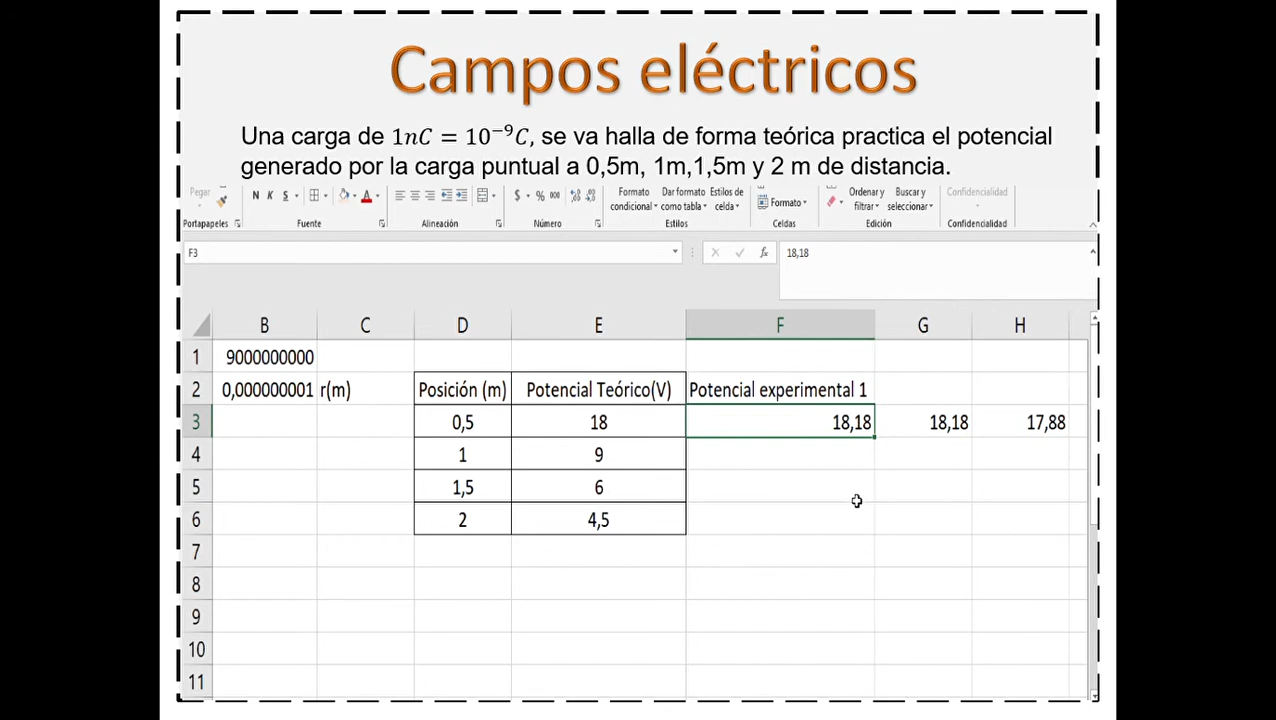 Campos eléctricos
Una carga de 1nC = 10⁻⁹C, se va halla de forma teórica practica el potencial
generado por la carga puntual a 0,5m, 1m,1,5m y 2 m de distancia.
Pegar N K S $ % 000 Formato condicional Dar formato como tabla Estilos de celda Formato Ordenar y filtrar Buscar y seleccionar Confidencialidad
Portapapeles Fuente Alineación Número Estilos Celdas Edición Confidencialidad
F3 fx 18,18
B C D E F G H
1 9000000000
2 0,000000001 r(m) Posición (m) Potencial Teórico(V) Potencial experimental 1
3 0,5 18 18,18 18,18 17,88
4 1 9
5 1,5 6
6 2 4,5
7
8
9
10
11